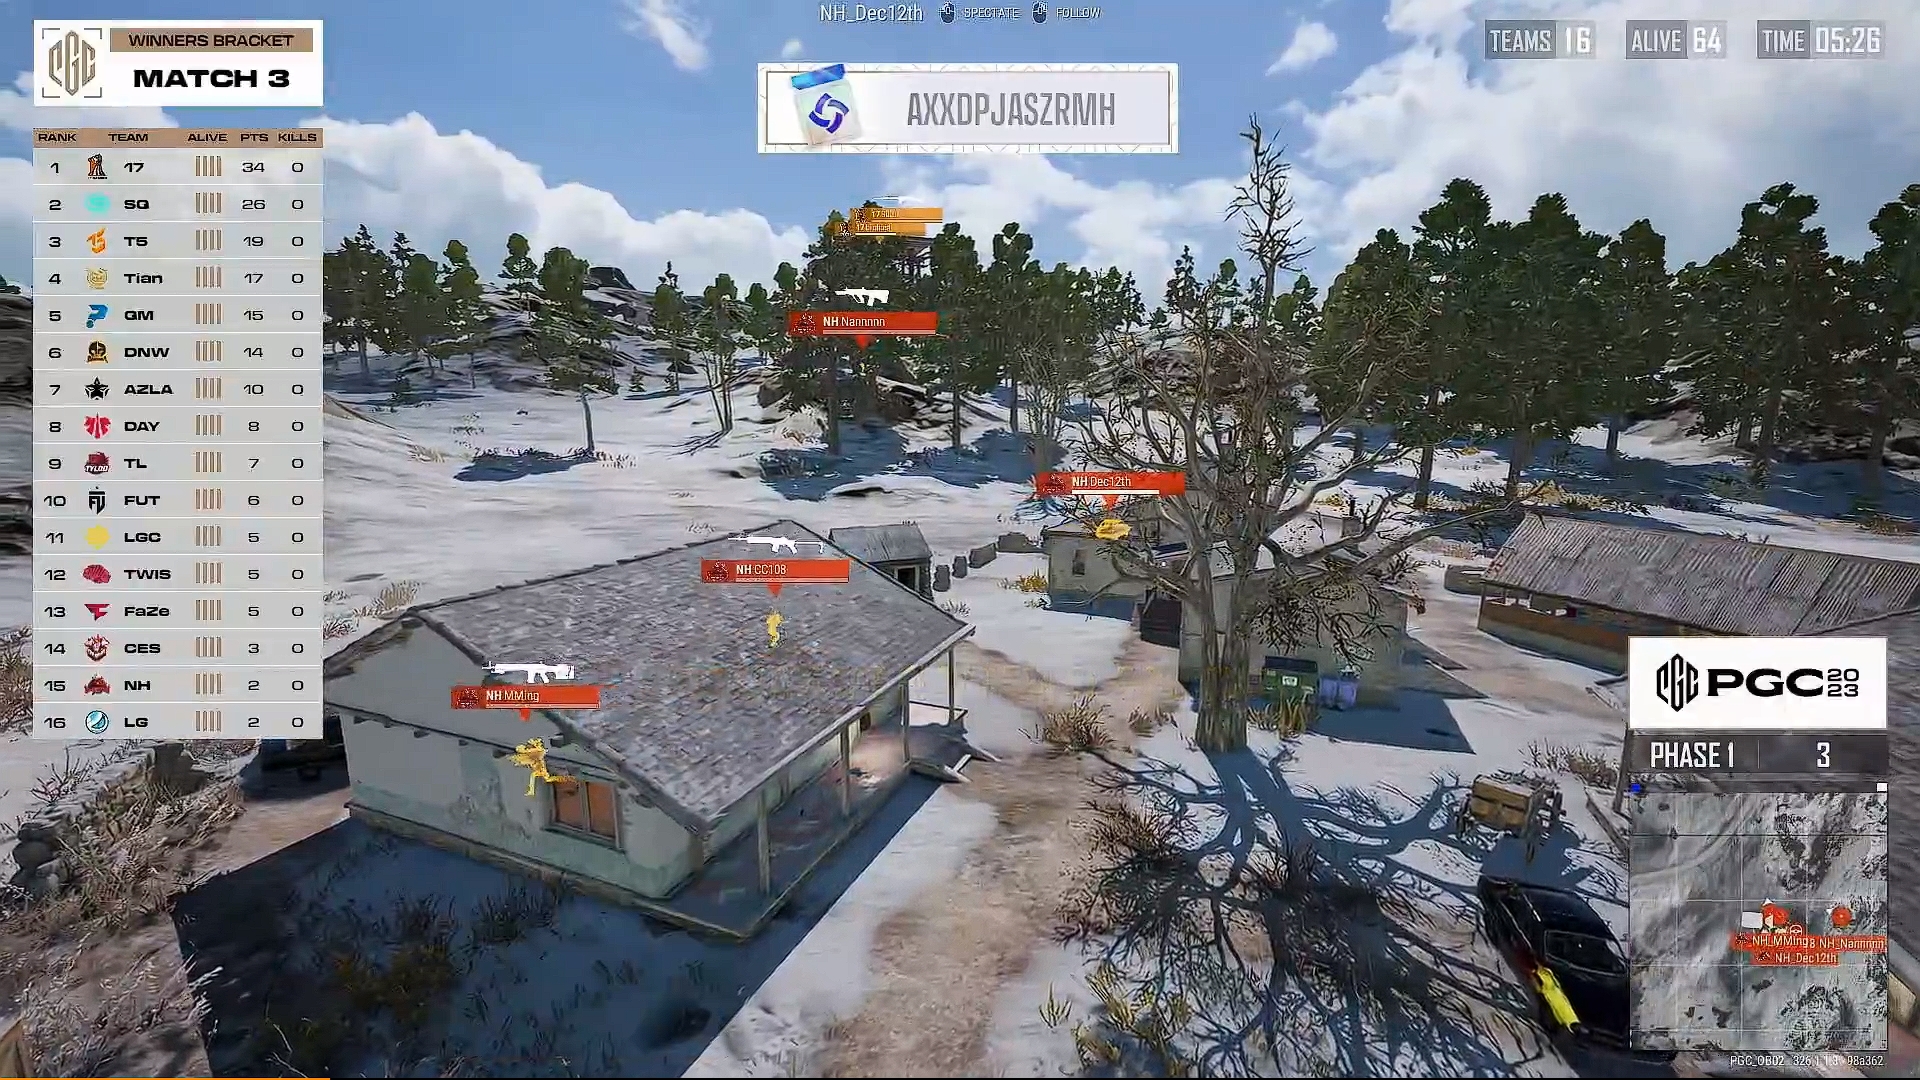 NH_Dec12th SPECTATE FOLLOW
WINNERS BRACKET
MATCH 3
TEAMS 16
ALIVE 64
TIME 05:26
AXXDPJASZRMH
RANK TEAM ALIVE PTS KILLS
1 17 34 0
2 SQ 26 0
3 T5 19 0
4 Tian 17 0
5 QM 15 0
6 DNW 14 0
7 AZLA 10 0
8 DAY 8 0
9 TYLOO TL 7 0
10 FUT 6 0
11 LGC 5 0
12 TWIS 5 0
13 FaZe 5 0
14 CES 3 0
15 NH 2 0
16 LG 2 0
NH Nannnnn
NH Dec12th
NH CC108
NH MMing
PGC 2023
PHASE 1 3
NH_MMing 8 NH_Nannnnn
NH_Dec12th